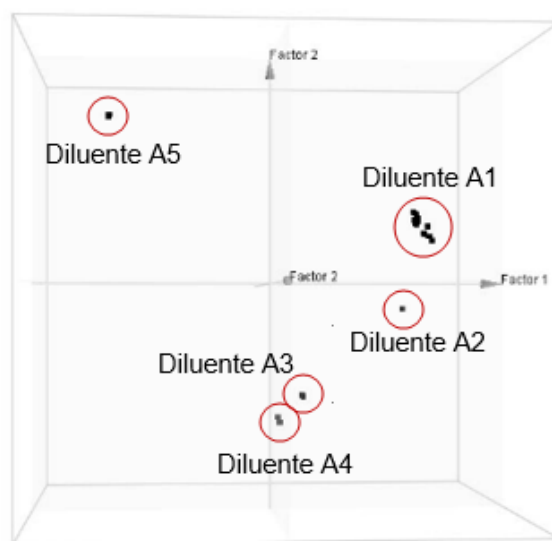 Factor 2
Diluente A5
Diluente A1
Factor 2
Factor 1
Diluente A2
Diluente A3
Diluente A4